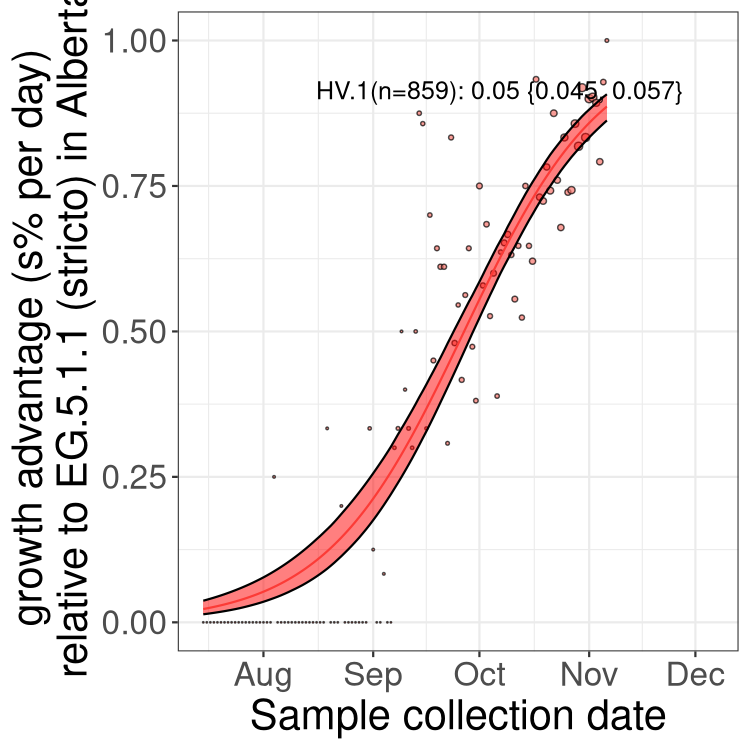 growth advantage (s% per day)
relative to EG.5.1.1 (stricto) in Alberta
1.00
0.75
0.50
0.25
0.00
HV.1(n=859): 0.05 {0.045, 0.057}
Aug Sep Oct Nov Dec
Sample collection date